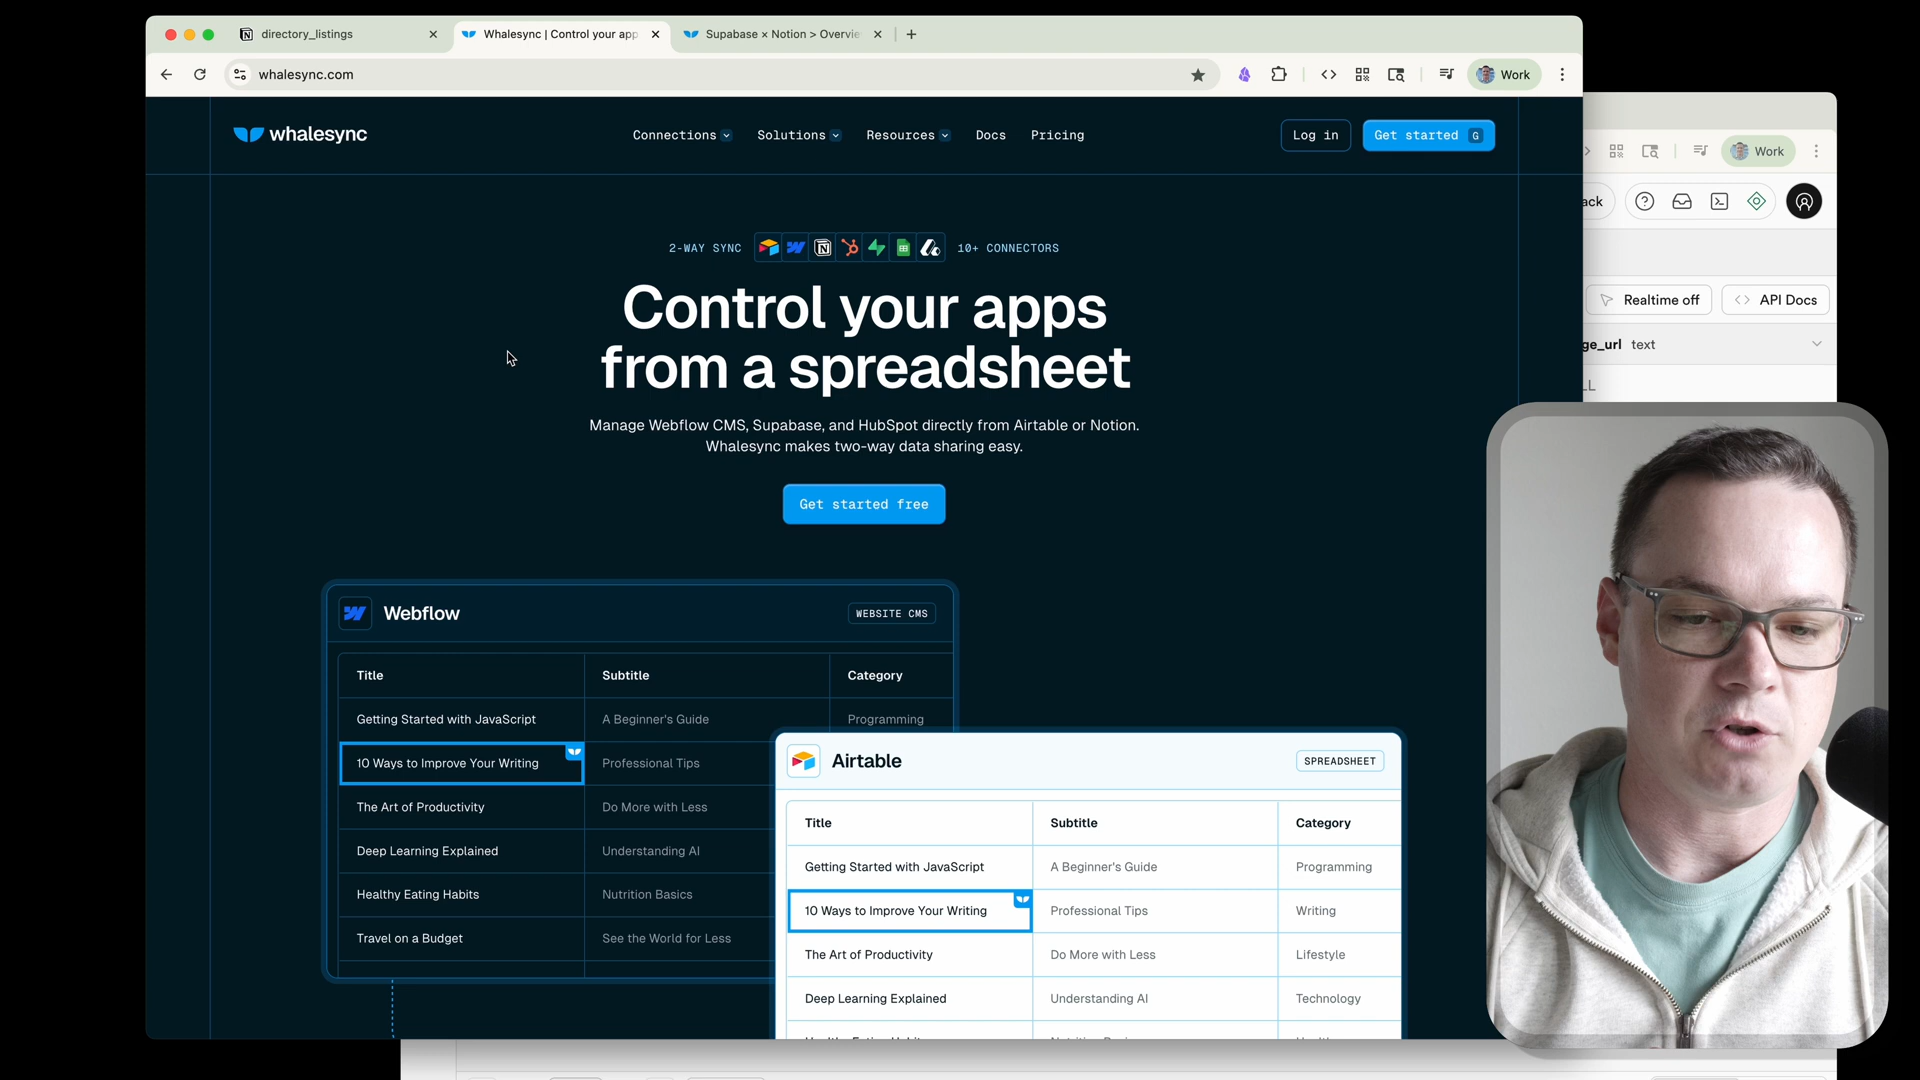 directory_listings
Whalesync | Control your app
Supabase × Notion > Overvie
whalesync.com
Work
whalesync
Connections
Solutions
Resources
Docs
Pricing
Log in
Get started G
Work
ack
2-WAY SYNC
10+ CONNECTORS
Control your apps
from a spreadsheet
Realtime off
API Docs
ge_url text
LL
Manage Webflow CMS, Supabase, and HubSpot directly from Airtable or Notion.
Whalesync makes two-way data sharing easy.
Get started free
Webflow
WEBSITE CMS
Title Subtitle Category
Getting Started with JavaScript A Beginner's Guide Programming
10 Ways to Improve Your Writing Professional Tips
The Art of Productivity Do More with Less
Deep Learning Explained Understanding AI
Healthy Eating Habits Nutrition Basics
Travel on a Budget See the World for Less
Airtable
SPREADSHEET
Title Subtitle Category
Getting Started with JavaScript A Beginner's Guide Programming
10 Ways to Improve Your Writing Professional Tips Writing
The Art of Productivity Do More with Less Lifestyle
Deep Learning Explained Understanding AI Technology